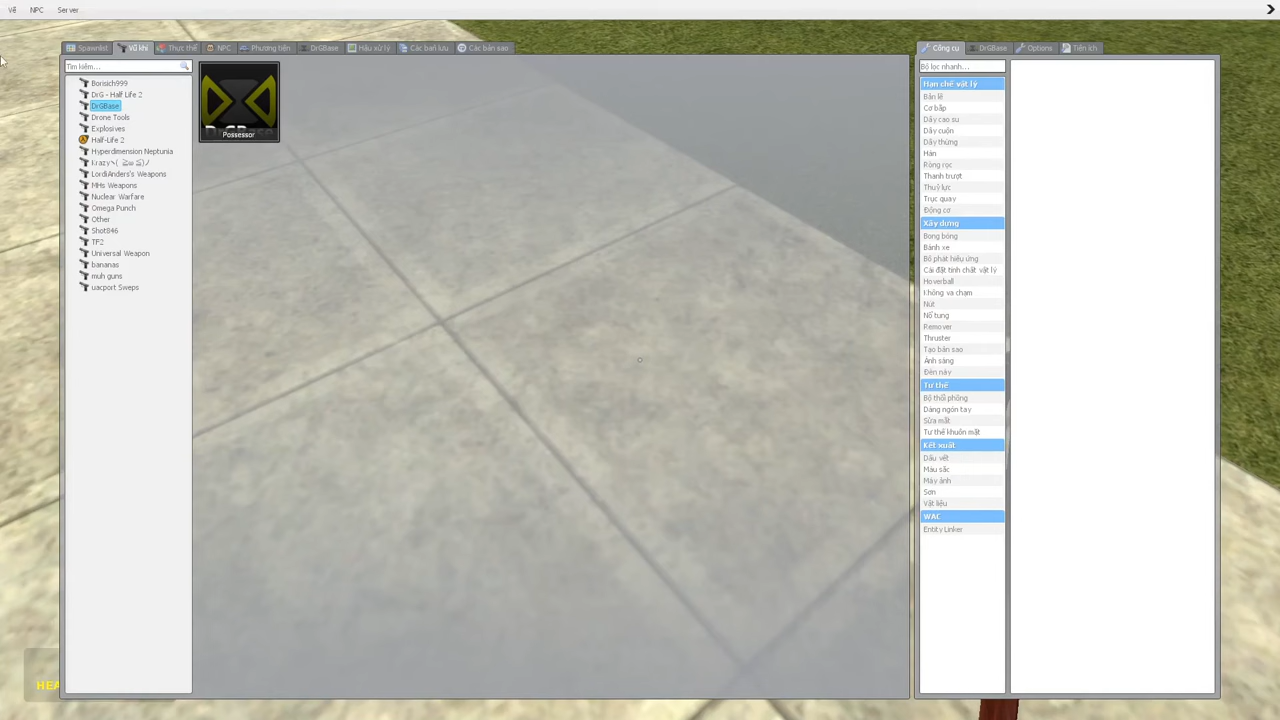 Vẽ NPC Server
Spawnlist Vũ khí Thực thể NPC Phương tiện DrGBase Hậu xử lý Các bản lưu Các bản sao
Tìm kiếm...
Borisich999
DrG - Half Life 2
DrGBase
Drone Tools
Explosives
Half-Life 2
Hyperdimension Neptunia
LordiAnders's Weapons
MHs Weapons
Nuclear Warfare
Omega Punch
Other
Shot846
TF2
Universal Weapon
bananas
muh guns
uacport Sweps
DrGBase
Possessor
HEA
Công cụ DrGBase Options Tiện ích
Bộ lọc nhanh...
Hạn chế vật lý
Bản lề
Cơ bắp
Dây cao su
Dây cuộn
Dây thừng
Hàn
Ròng rọc
Thanh trượt
Thuỷ lực
Trục quay
Động cơ
Xây dựng
Bong bóng
Bánh xe
Bộ phát hiệu ứng
Cài đặt tính chất vật lý
Hoverball
Không va chạm
Nút
Nổ tung
Remover
Thruster
Tạo bản sao
Ánh sáng
Đèn nháy
Tư thế
Bộ thổi phồng
Dáng ngón tay
Sửa mắt
Tư thế khuôn mặt
Kết xuất
Dấu vết
Màu sắc
Máy ảnh
Sơn
Vật liệu
WAC
Entity Linker